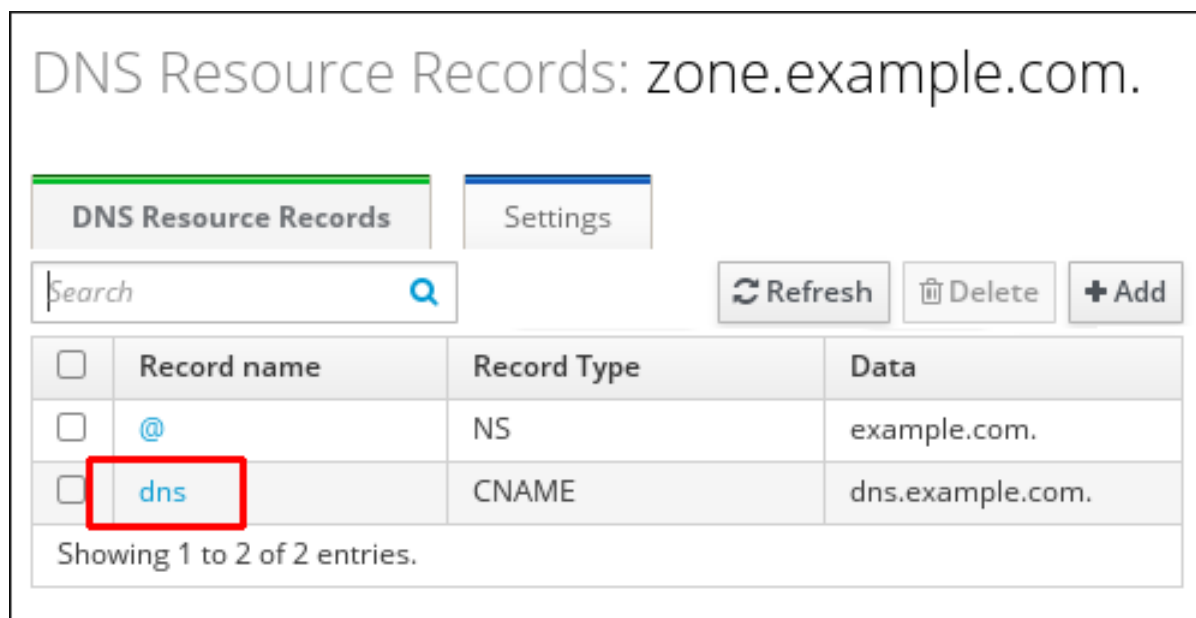 DNS Resource Records: zone.example.com.
DNS Resource Records Settings
Search Refresh Delete Add
Record name Record Type Data
@ NS example.com.
dns CNAME dns.example.com.
Showing 1 to 2 of 2 entries.